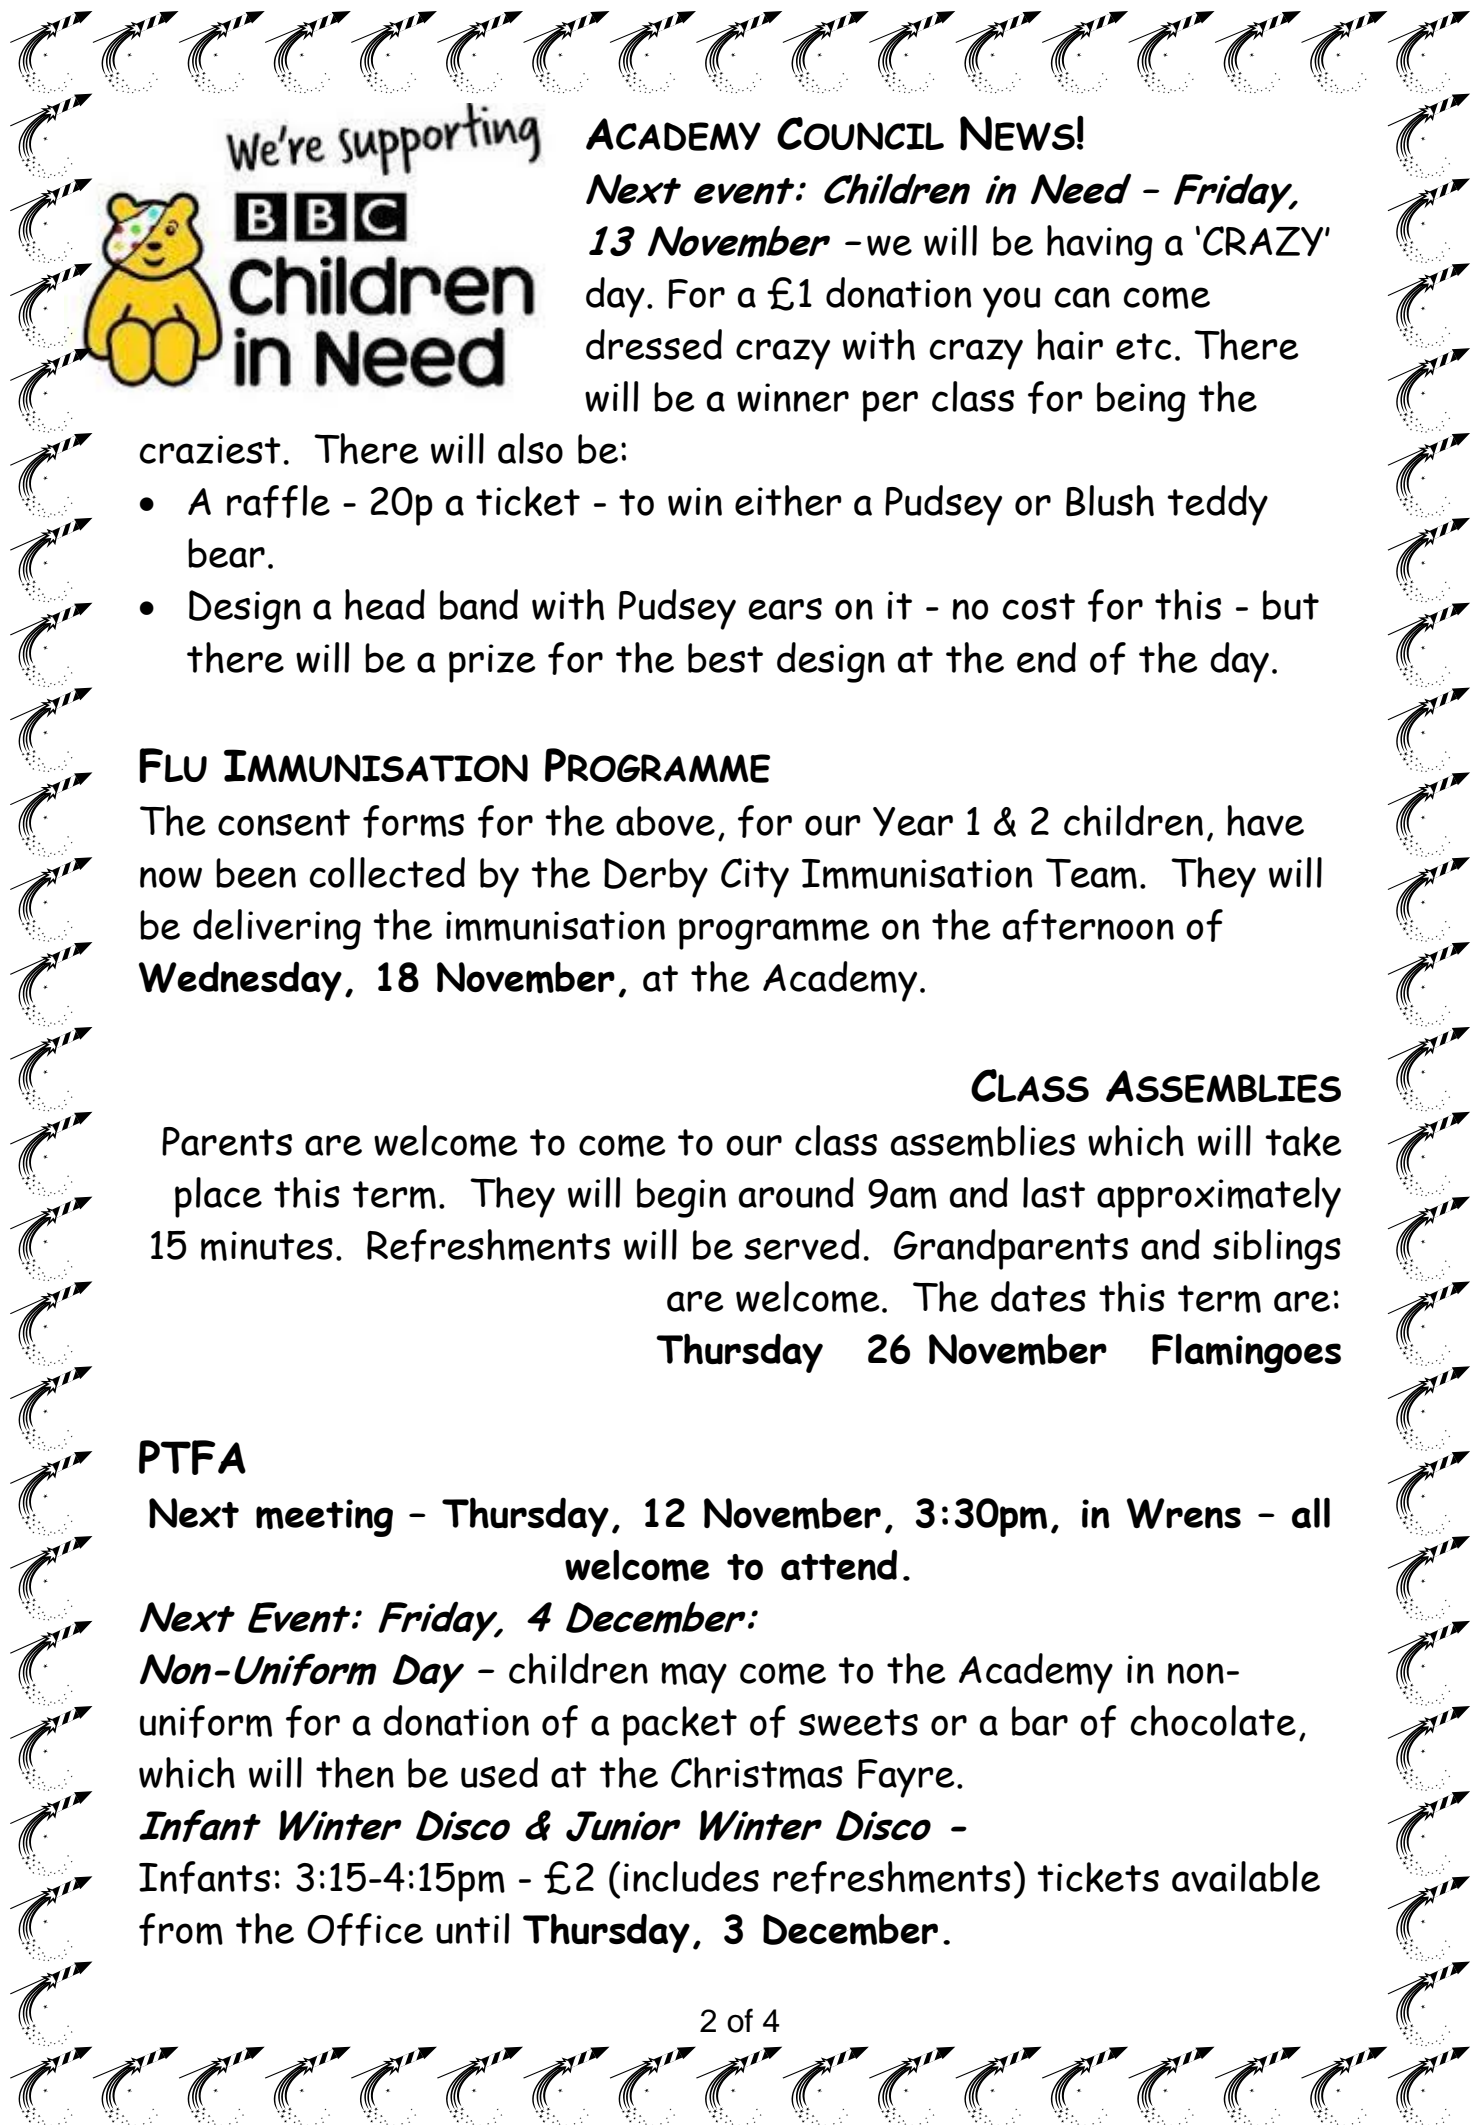 We're supporting
BBC
Children
in Need
ACADEMY COUNCIL NEWS!
Next event: Children in Need – Friday,
13 November –we will be having a ‘CRAZY’
day. For a £1 donation you can come
dressed crazy with crazy hair etc. There
will be a winner per class for being the
craziest.  There will also be:
• A raffle - 20p a ticket - to win either a Pudsey or Blush teddy
bear.
• Design a head band with Pudsey ears on it - no cost for this - but
there will be a prize for the best design at the end of the day.
FLU IMMUNISATION PROGRAMME
The consent forms for the above, for our Year 1 & 2 children, have
now been collected by the Derby City Immunisation Team.  They will
be delivering the immunisation programme on the afternoon of
Wednesday, 18 November, at the Academy.
CLASS ASSEMBLIES
Parents are welcome to come to our class assemblies which will take
place this term.  They will begin around 9am and last approximately
15 minutes.  Refreshments will be served.  Grandparents and siblings
are welcome.  The dates this term are:
Thursday   26 November   Flamingoes
PTFA
Next meeting – Thursday, 12 November, 3:30pm, in Wrens – all
welcome to attend.
Next Event: Friday, 4 December:
Non-Uniform Day – children may come to the Academy in non-
uniform for a donation of a packet of sweets or a bar of chocolate,
which will then be used at the Christmas Fayre.
Infant Winter Disco & Junior Winter Disco -
Infants: 3:15-4:15pm - £2 (includes refreshments) tickets available
from the Office until Thursday, 3 December.
2 of 4